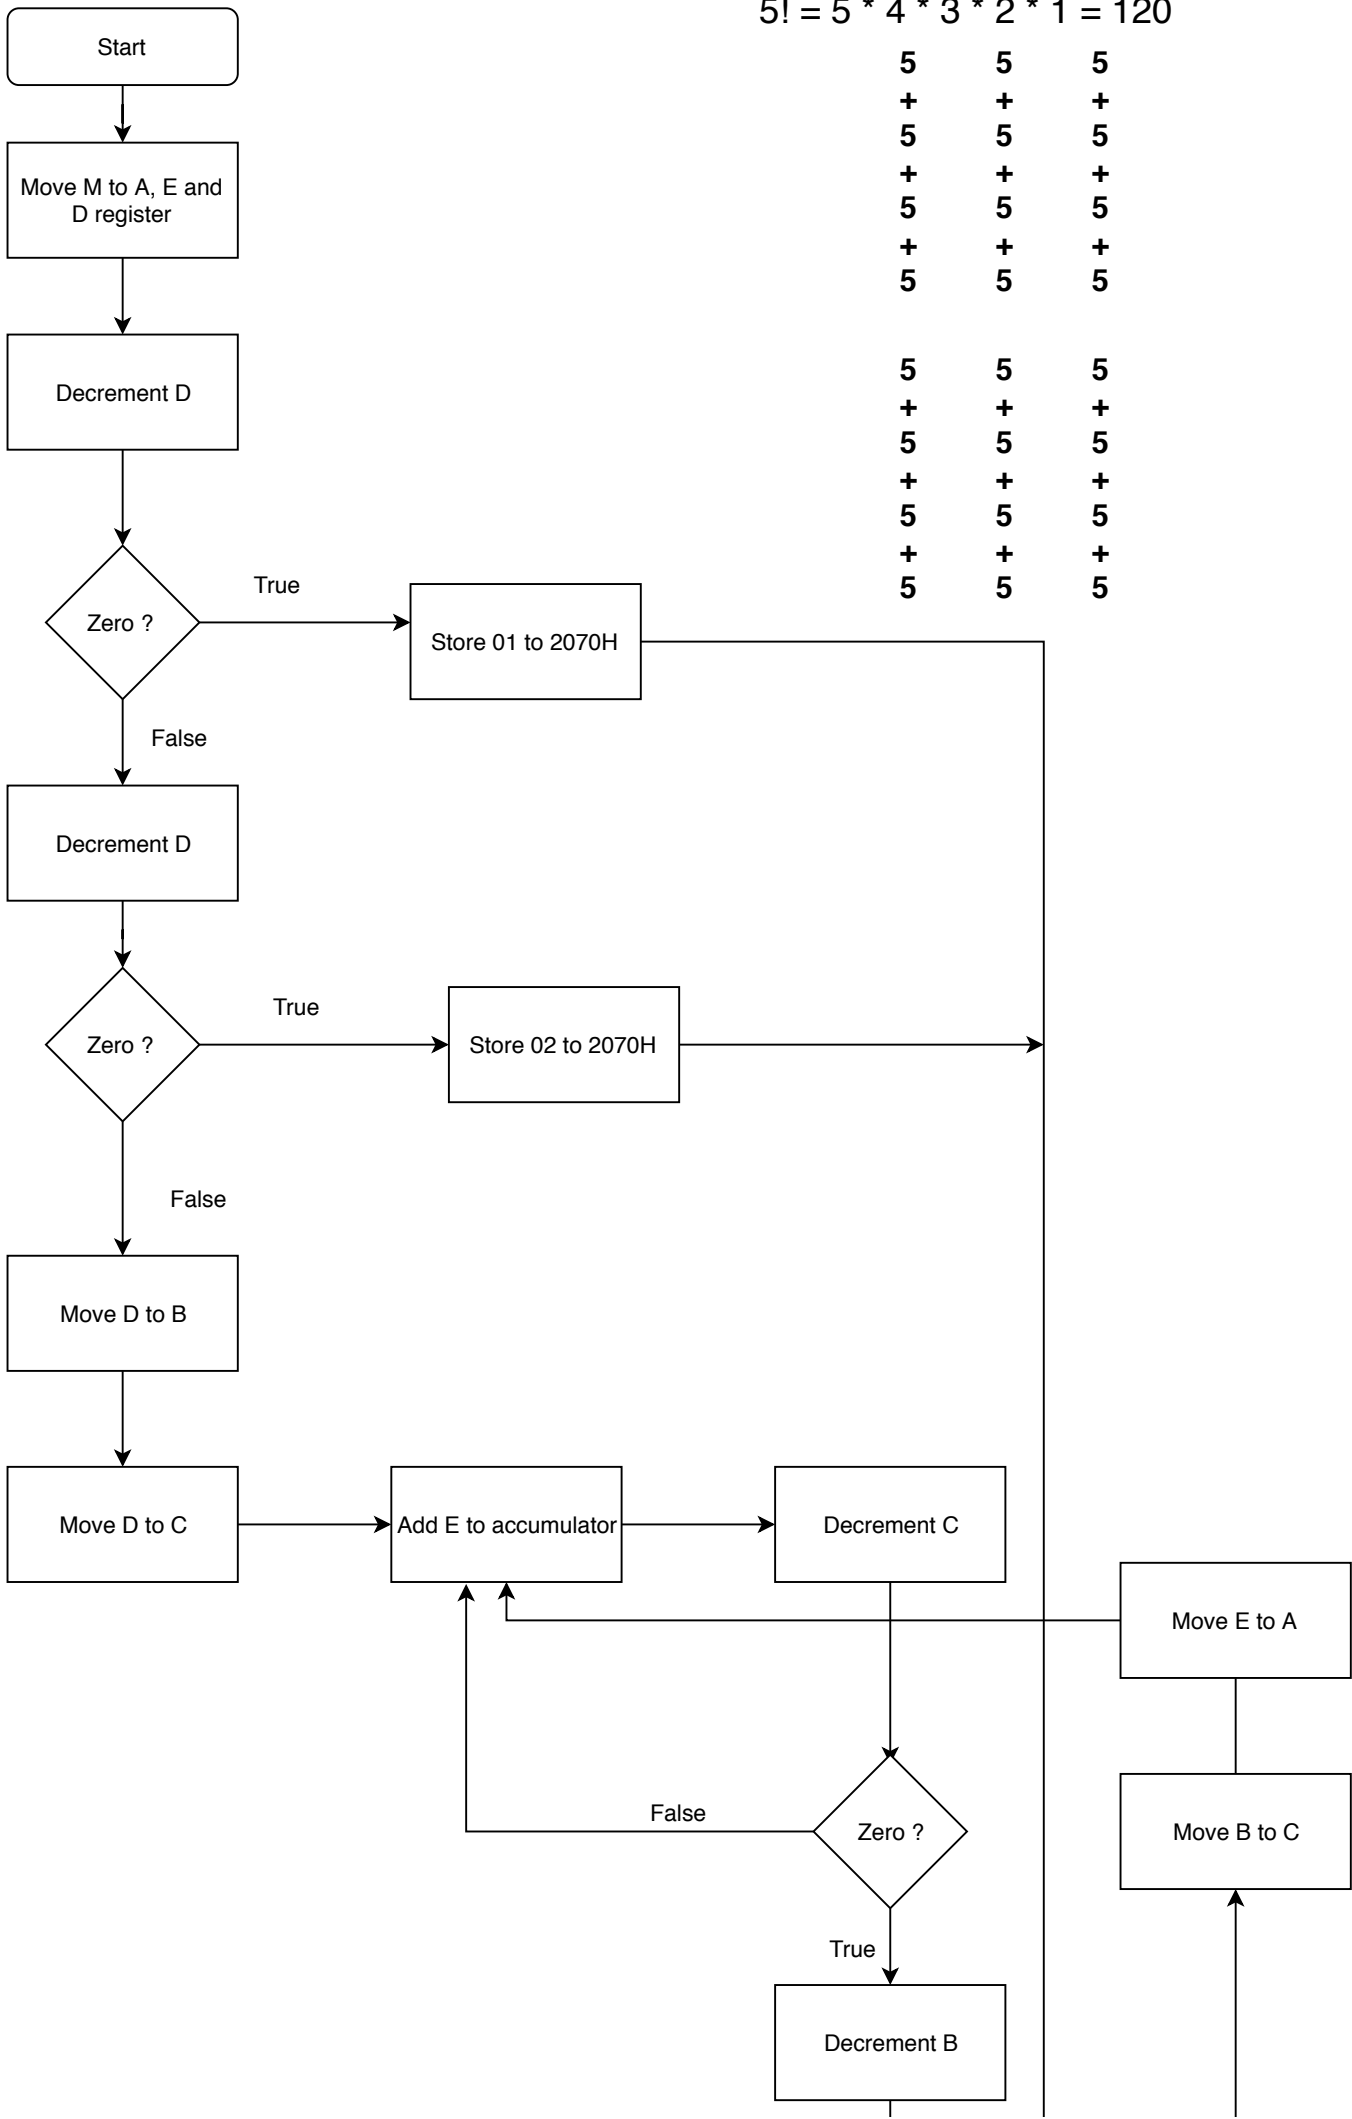 5! = 5 * 4 * 3 * 2 * 1 = 120
5 5 5
+ + +
5 5 5
+ + +
5 5 5
+ + +
5 5 5
5 5 5
+ + +
5 5 5
+ + +
5 5 5
+ + +
5 5 5
Start
Move M to A, E and
D register
Decrement D
Zero ?
True
Store 01 to 2070H
False
Decrement D
Zero ?
True
Store 02 to 2070H
False
Move D to B
Move D to C
Add E to accumulator
Decrement C
Move E to A
False
Zero ?
Move B to C
True
Decrement B